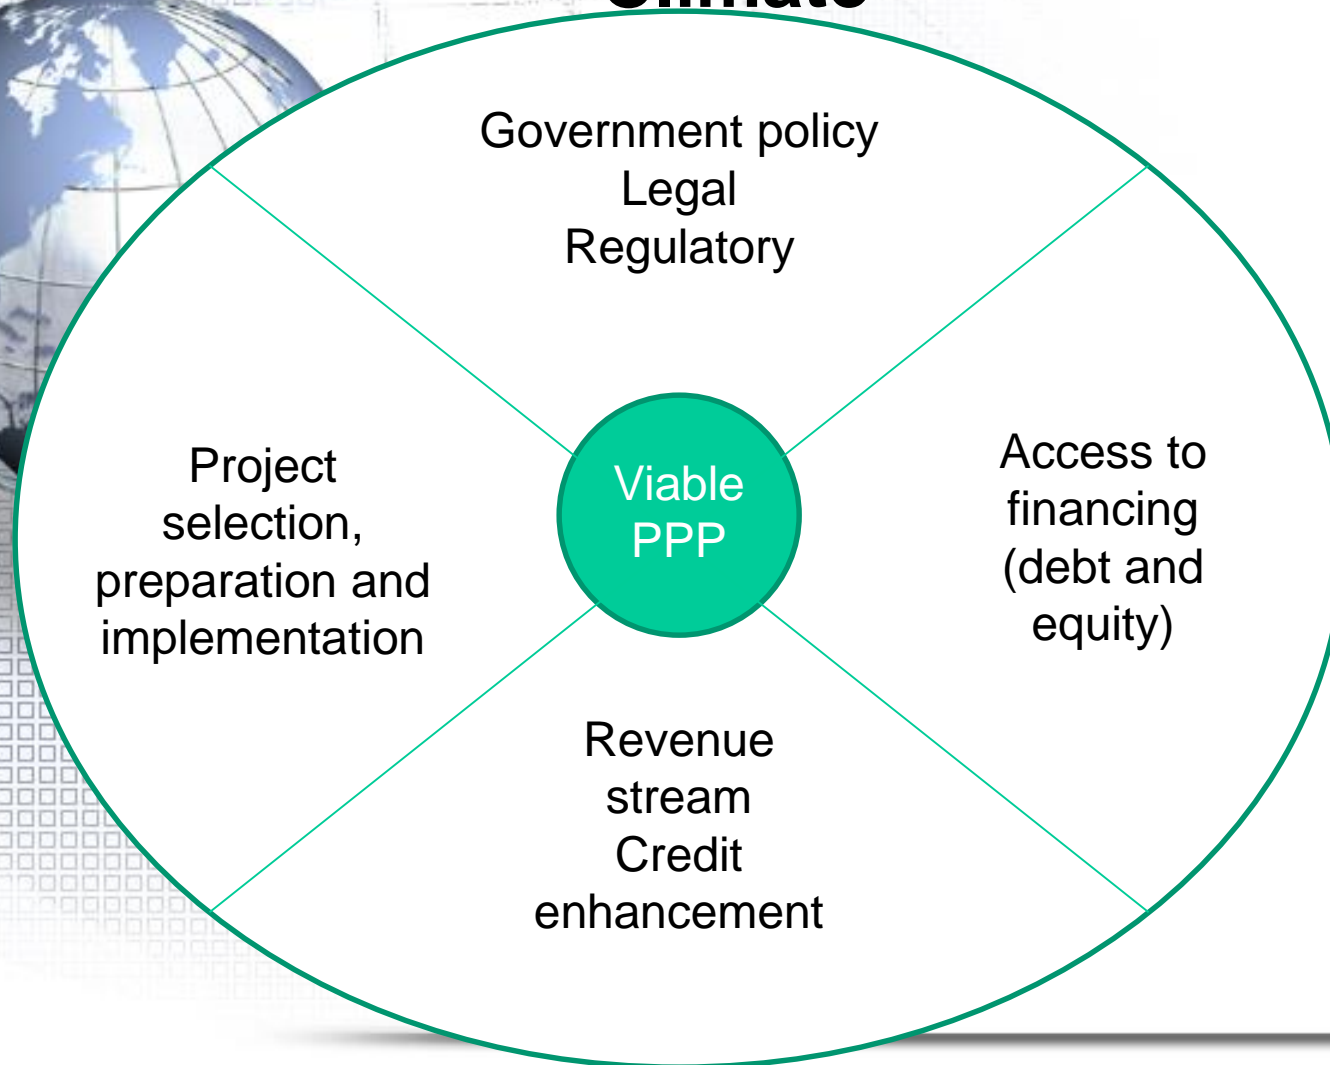 Climate
Government policy
Legal
Regulatory
Project
selection,
preparation and
implementation
Viable
PPP
Access to
financing
(debt and
equity)
Revenue
stream
Credit
enhancement